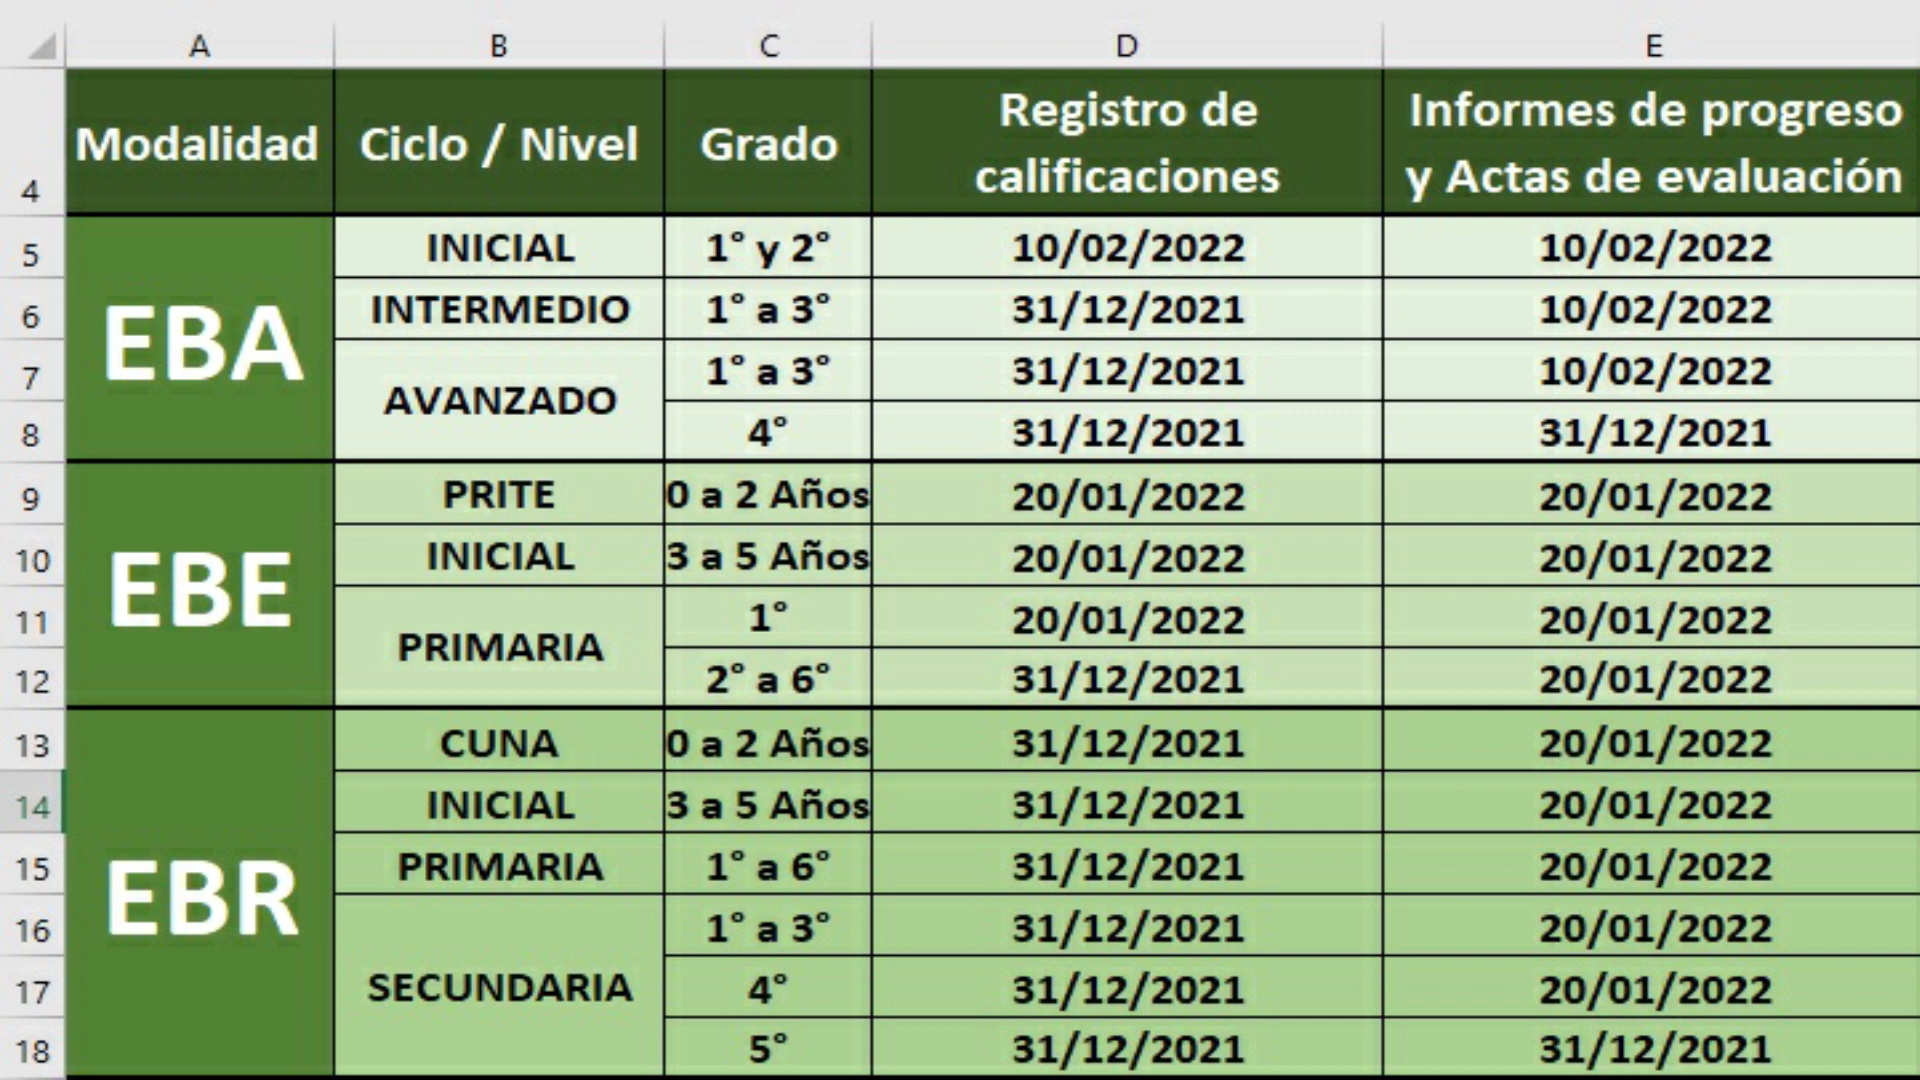 A B C D E
4 Modalidad Ciclo / Nivel Grado Registro de calificaciones Informes de progreso y Actas de evaluación
5 EBA INICIAL 1° y 2° 10/02/2022 10/02/2022
6 INTERMEDIO 1° a 3° 31/12/2021 10/02/2022
7 AVANZADO 1° a 3° 31/12/2021 10/02/2022
8 4° 31/12/2021 31/12/2021
9 EBE PRITE 0 a 2 Años 20/01/2022 20/01/2022
10 INICIAL 3 a 5 Años 20/01/2022 20/01/2022
11 PRIMARIA 1° 20/01/2022 20/01/2022
12 2° a 6° 31/12/2021 20/01/2022
13 EBR CUNA 0 a 2 Años 31/12/2021 20/01/2022
14 INICIAL 3 a 5 Años 31/12/2021 20/01/2022
15 PRIMARIA 1° a 6° 31/12/2021 20/01/2022
16 SECUNDARIA 1° a 3° 31/12/2021 20/01/2022
17 4° 31/12/2021 20/01/2022
18 5° 31/12/2021 31/12/2021